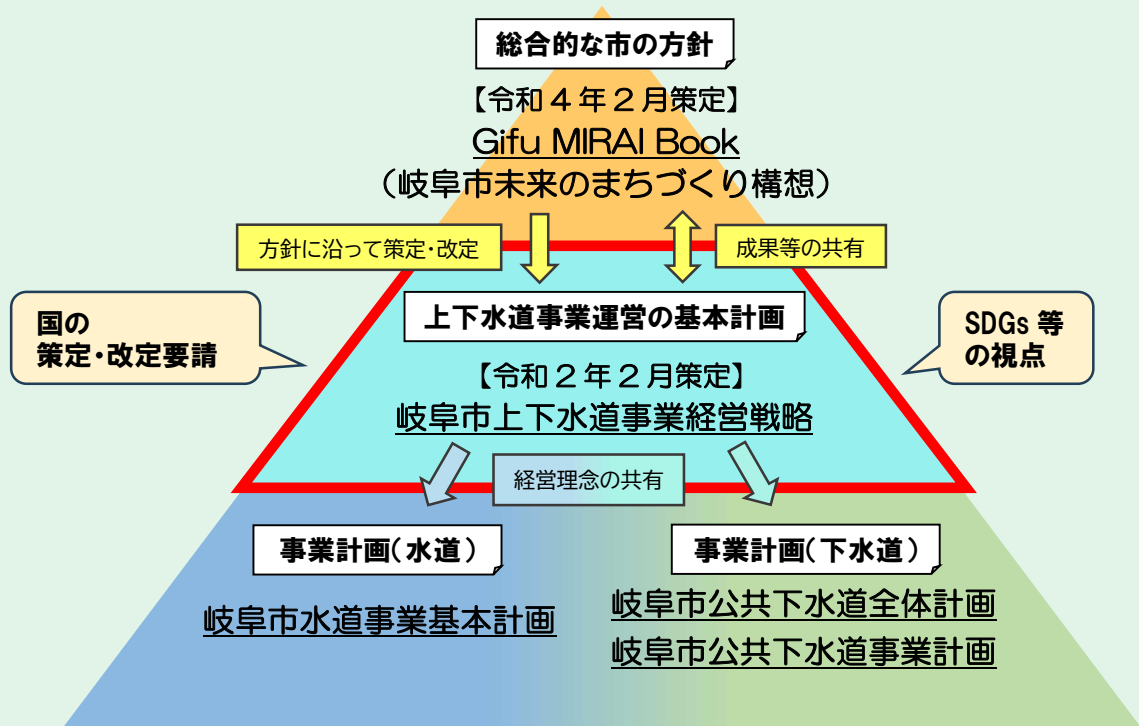 総合的な市の方針
【令和４年２月策定】
Gifu MIRAI Book
（岐阜市未来のまちづくり構想）
方針に沿って策定・改定
成果等の共有
上下水道事業運営の基本計画
国の
策定・改定要請
SDGs 等
の視点
【令和２年２月策定】
岐阜市上下水道事業経営戦略
経営理念の共有
事業計画（水道）
岐阜市水道事業基本計画
事業計画（下水道）
岐阜市公共下水道全体計画
岐阜市公共下水道事業計画